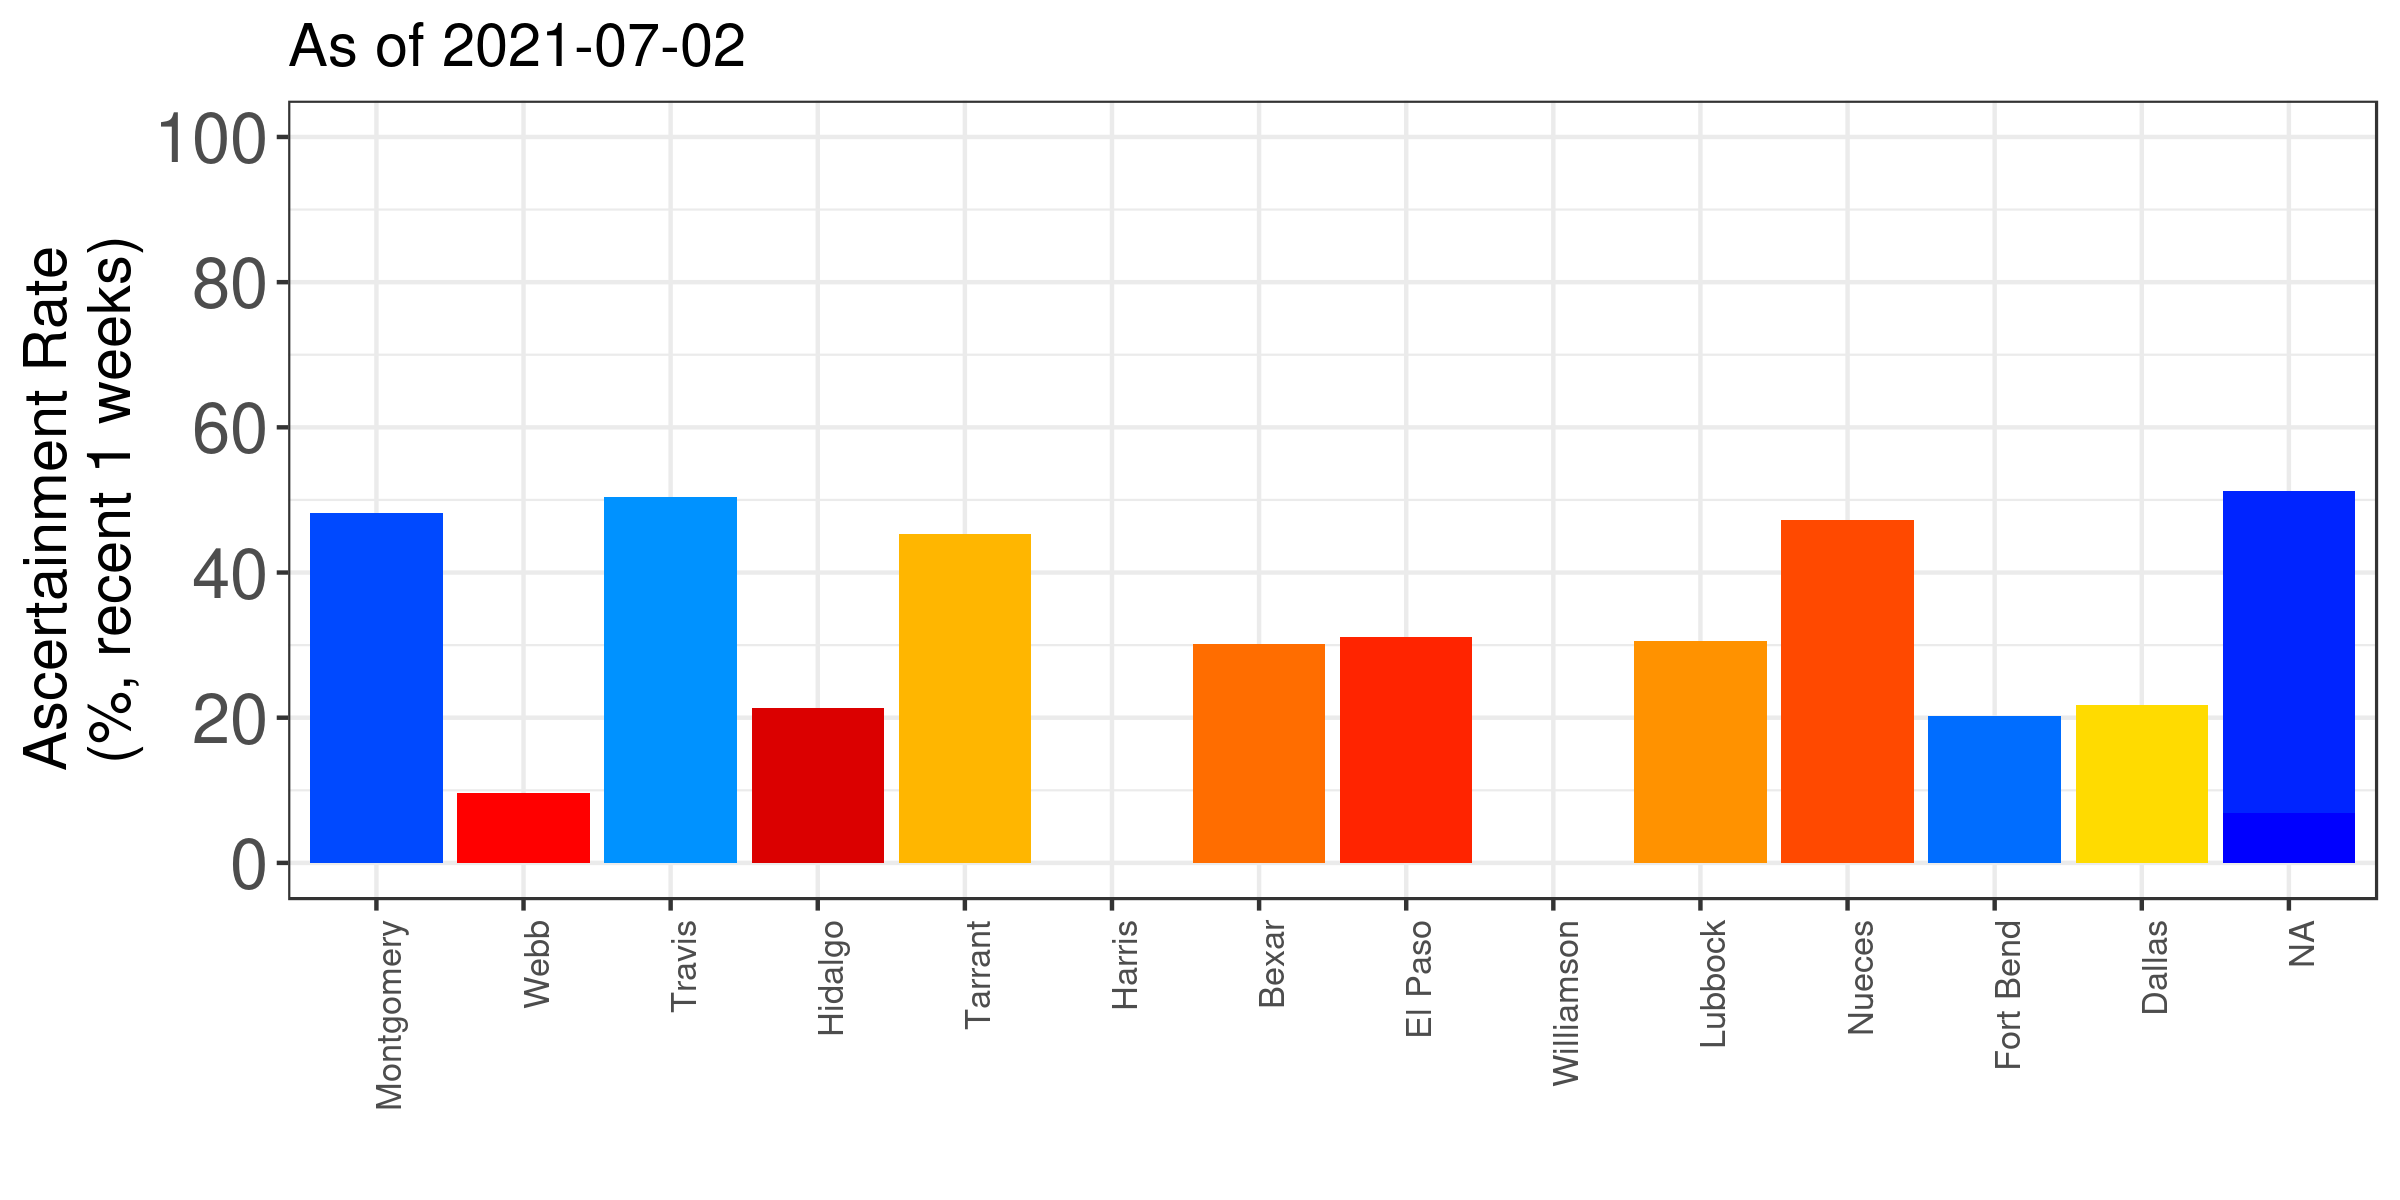 As of 2021-07-02
Ascertainment Rate
(%, recent 1 weeks)
100
80
60
40
20
0
Montgomery
Webb
Travis
Hidalgo
Tarrant
Harris
Bexar
El Paso
Williamson
Lubbock
Nueces
Fort Bend
Dallas
NA